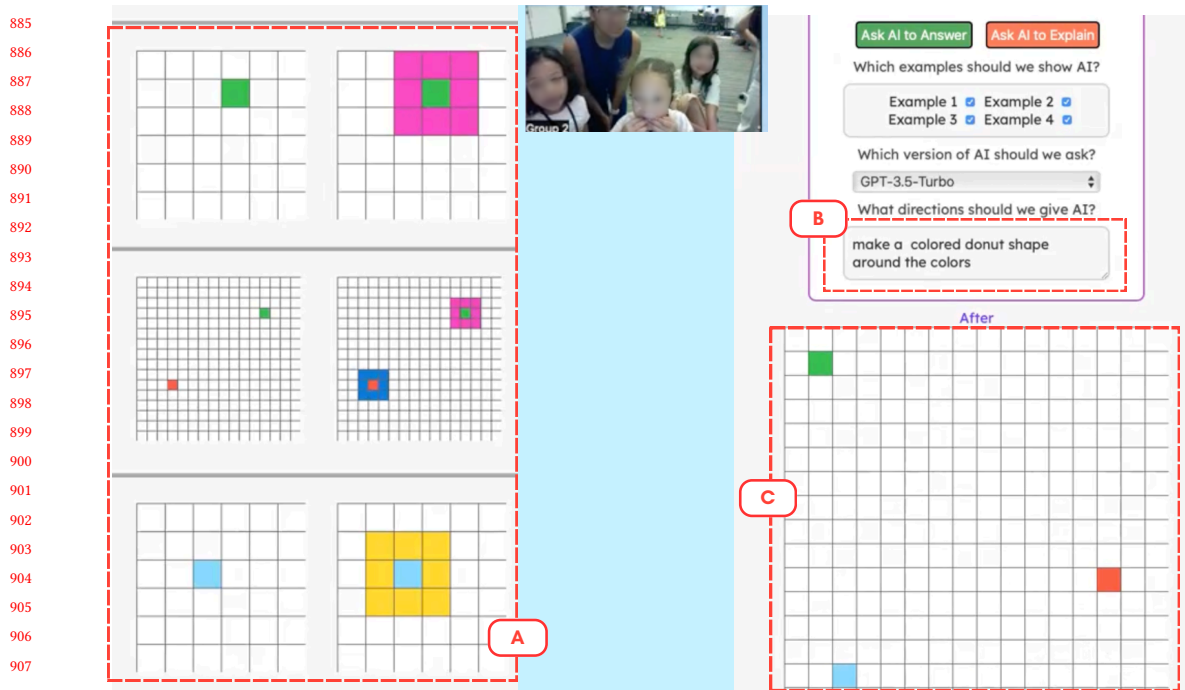 885
886
887
888
889
890
891
892
893
894
895
896
897
898
899
900
901
902
903
904
905
906
907
A
Group 2
Ask AI to Answer Ask AI to Explain
Which examples should we show AI?
Example 1 Example 2
Example 3 Example 4
Which version of AI should we ask?
GPT-3.5-Turbo
What directions should we give AI?
B
make a colored donut shape
around the colors
After
C